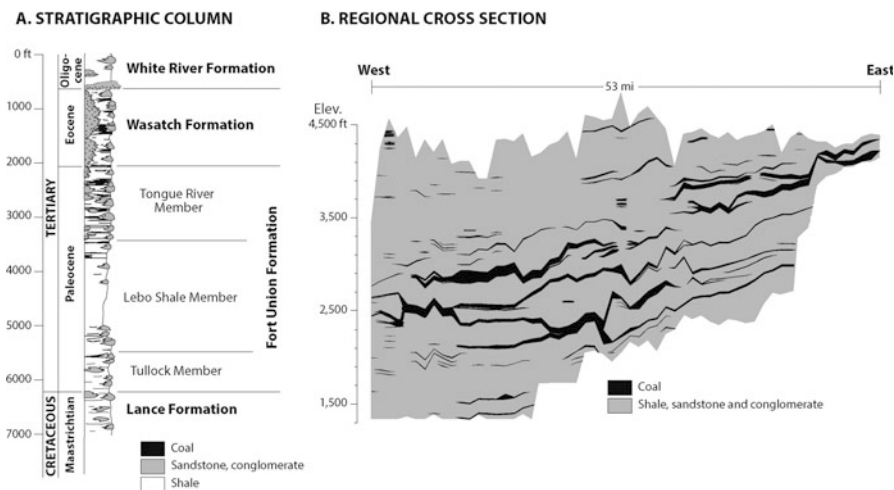 A. STRATIGRAPHIC COLUMN
0 ft
1000
2000
3000
4000
5000
6000
7000
TERTIARY
CRETACEOUS
Oligo-
cene
Eocene
Paleocene
Maastrichtian
White River Formation
Wasatch Formation
Tongue River
Member
Lebo Shale Member
Tullock Member
Fort Union Formation
Lance Formation
Coal
Sandstone, conglomerate
Shale
B. REGIONAL CROSS SECTION
West
East
53 mi
Elev.
4,500 ft
3,500
2,500
1,500
Coal
Shale, sandstone and conglomerate